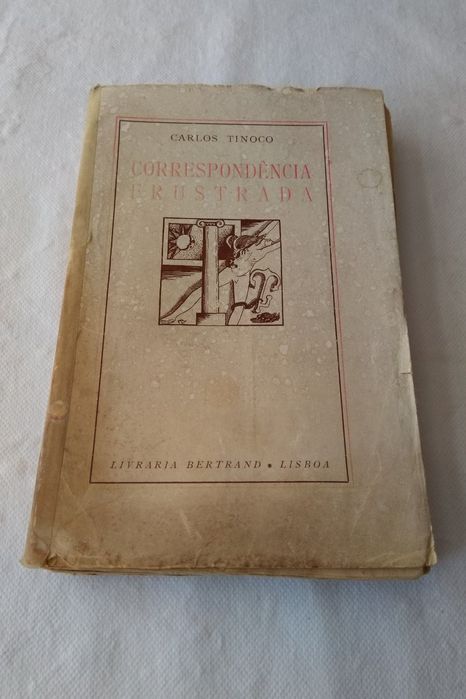 CARLOS TINOCO
CORRESPONDÊNCIA
FRUSTRADA
LIVRARIA BERTRAND • LISBOA